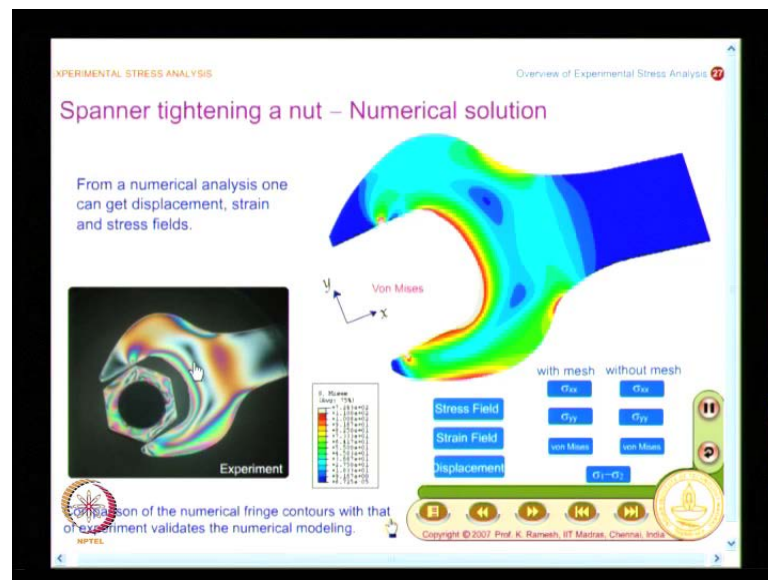 XPERIMENTAL STRESS ANALYSIS
Overview of Experimental Stress Analysis 27
Spanner tightening a nut – Numerical solution
From a numerical analysis one
can get displacement, strain
and stress fields.
y
Von Mises
x
Experiment
with mesh without mesh
Stress Field
σxx σxx
Strain Field
σyy σyy
von Mises von Mises
Displacement
σ1–σ2
son of the numerical fringe contours with that
of experiment validates the numerical modeling.
NPTEL
Copyright © 2007 Prof. K. Ramesh, IIT Madras, Chennai, India